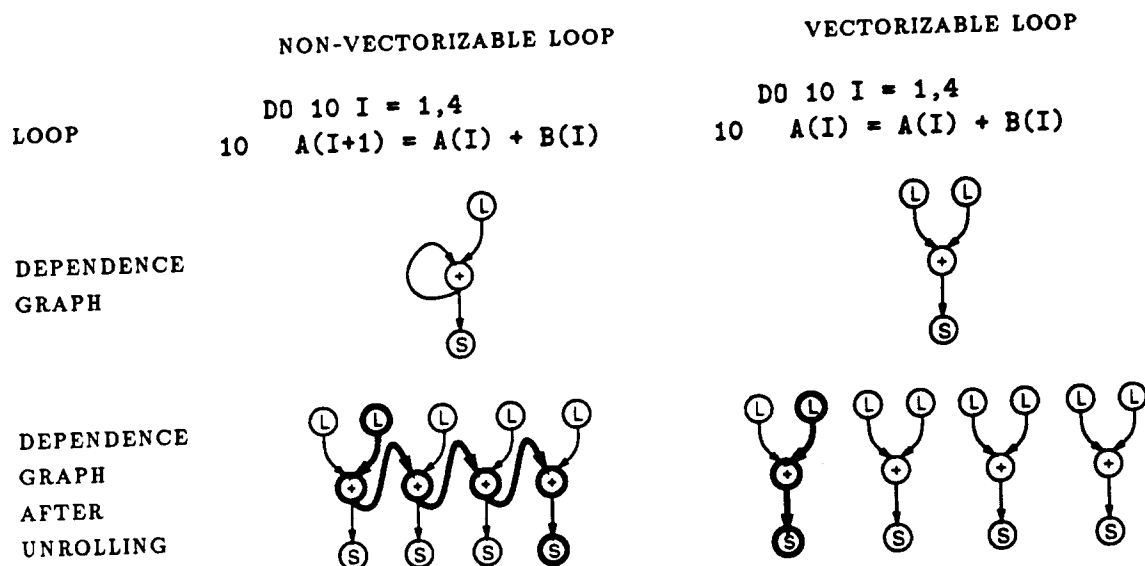 NON-VECTORIZABLE LOOP VECTORIZABLE LOOP
LOOP
DO 10 I = 1,4
10 A(I+1) = A(I) + B(I)
DO 10 I = 1,4
10 A(I) = A(I) + B(I)
DEPENDENCE
GRAPH
L
+
S
L L
+
S
DEPENDENCE
GRAPH
AFTER
UNROLLING
L L L L L
+ + + +
S S S S
L L L L L L L L
+ + + +
S S S S